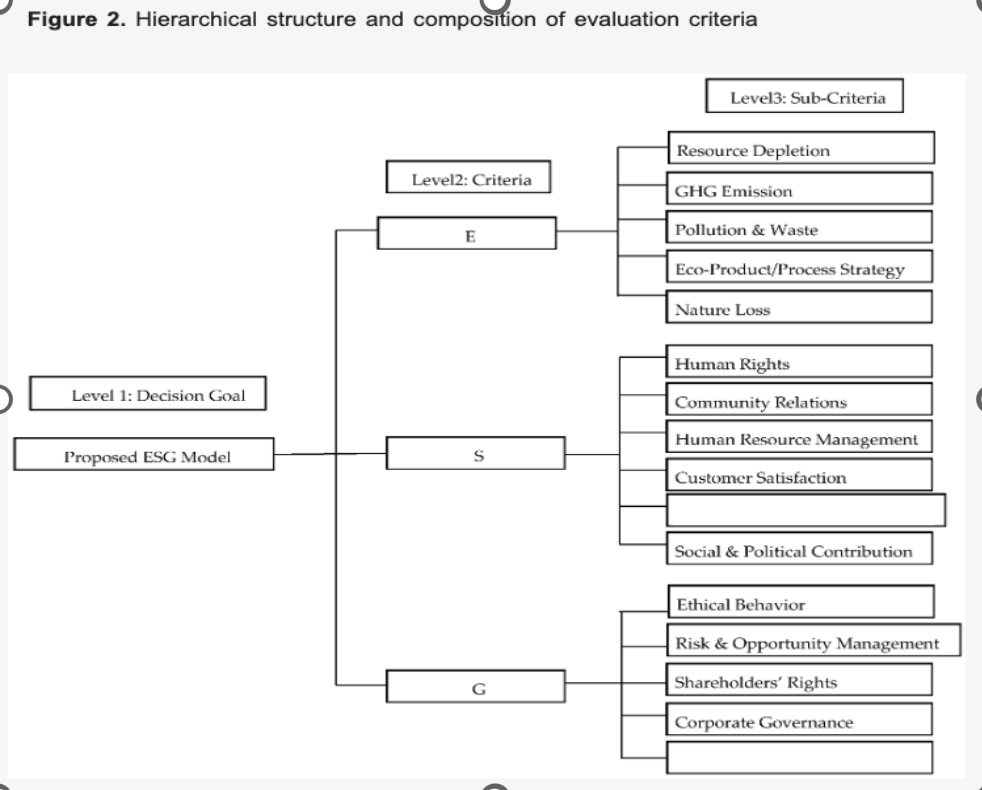 Figure 2. Hierarchical structure and composition of evaluation criteria
Level3: Sub-Criteria
Resource Depletion
Level2: Criteria
GHG Emission
E
Pollution & Waste
Eco-Product/Process Strategy
Nature Loss
Human Rights
Level 1: Decision Goal
Community Relations
Human Resource Management
Proposed ESG Model
S
Customer Satisfaction
Social & Political Contribution
Ethical Behavior
Risk & Opportunity Management
G
Shareholders' Rights
Corporate Governance